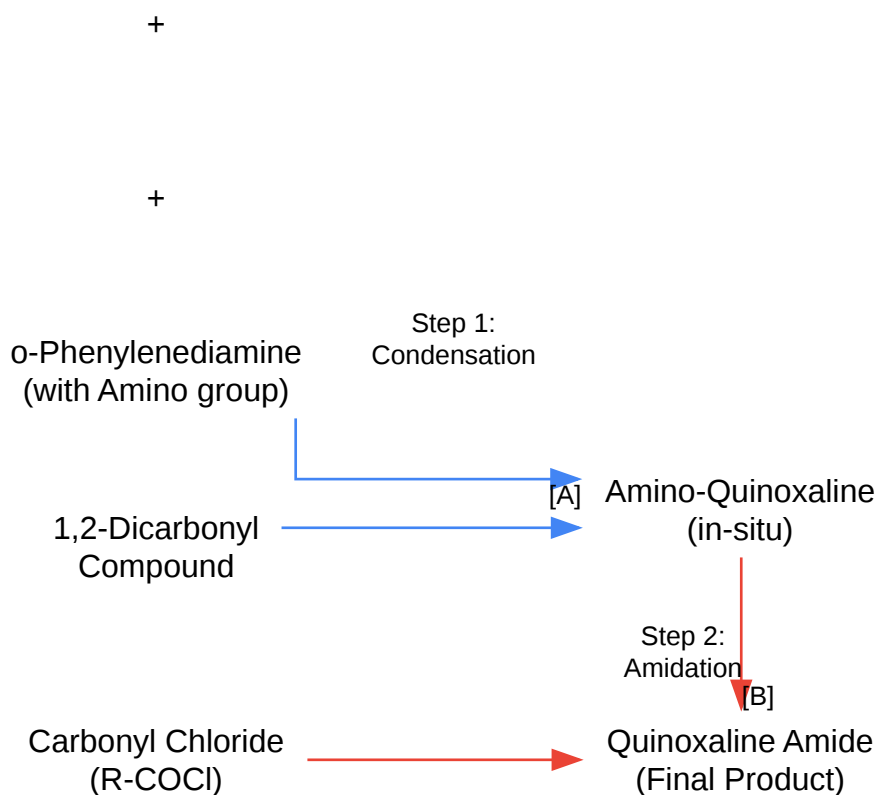 +
+
Step 1:
Condensation
o-Phenylenediamine
(with Amino group)
[A]
Amino-Quinoxaline
(in-situ)
1,2-Dicarbonyl
Compound
Step 2:
Amidation
[B]
Carbonyl Chloride
(R-COCl)
Quinoxaline Amide
(Final Product)